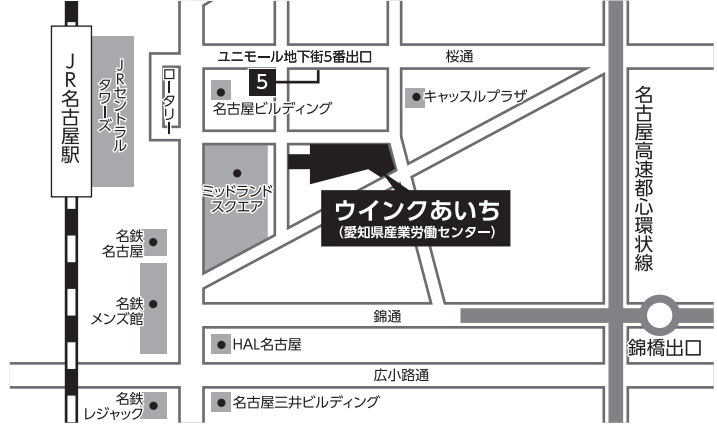 ユニモール地下街5番出口
桜通
5
JR名古屋駅
JRセントラル
タワーズ
ロータリー
名古屋ビルディング
キャッスルプラザ
名古屋高速都心環状線
ミッドランド
スクエア
ウインクあいち
(愛知県産業労働センター)
名鉄
名古屋
名鉄
メンズ館
錦通
錦橋出口
HAL名古屋
広小路通
名鉄
レジャック
名古屋三井ビルディング